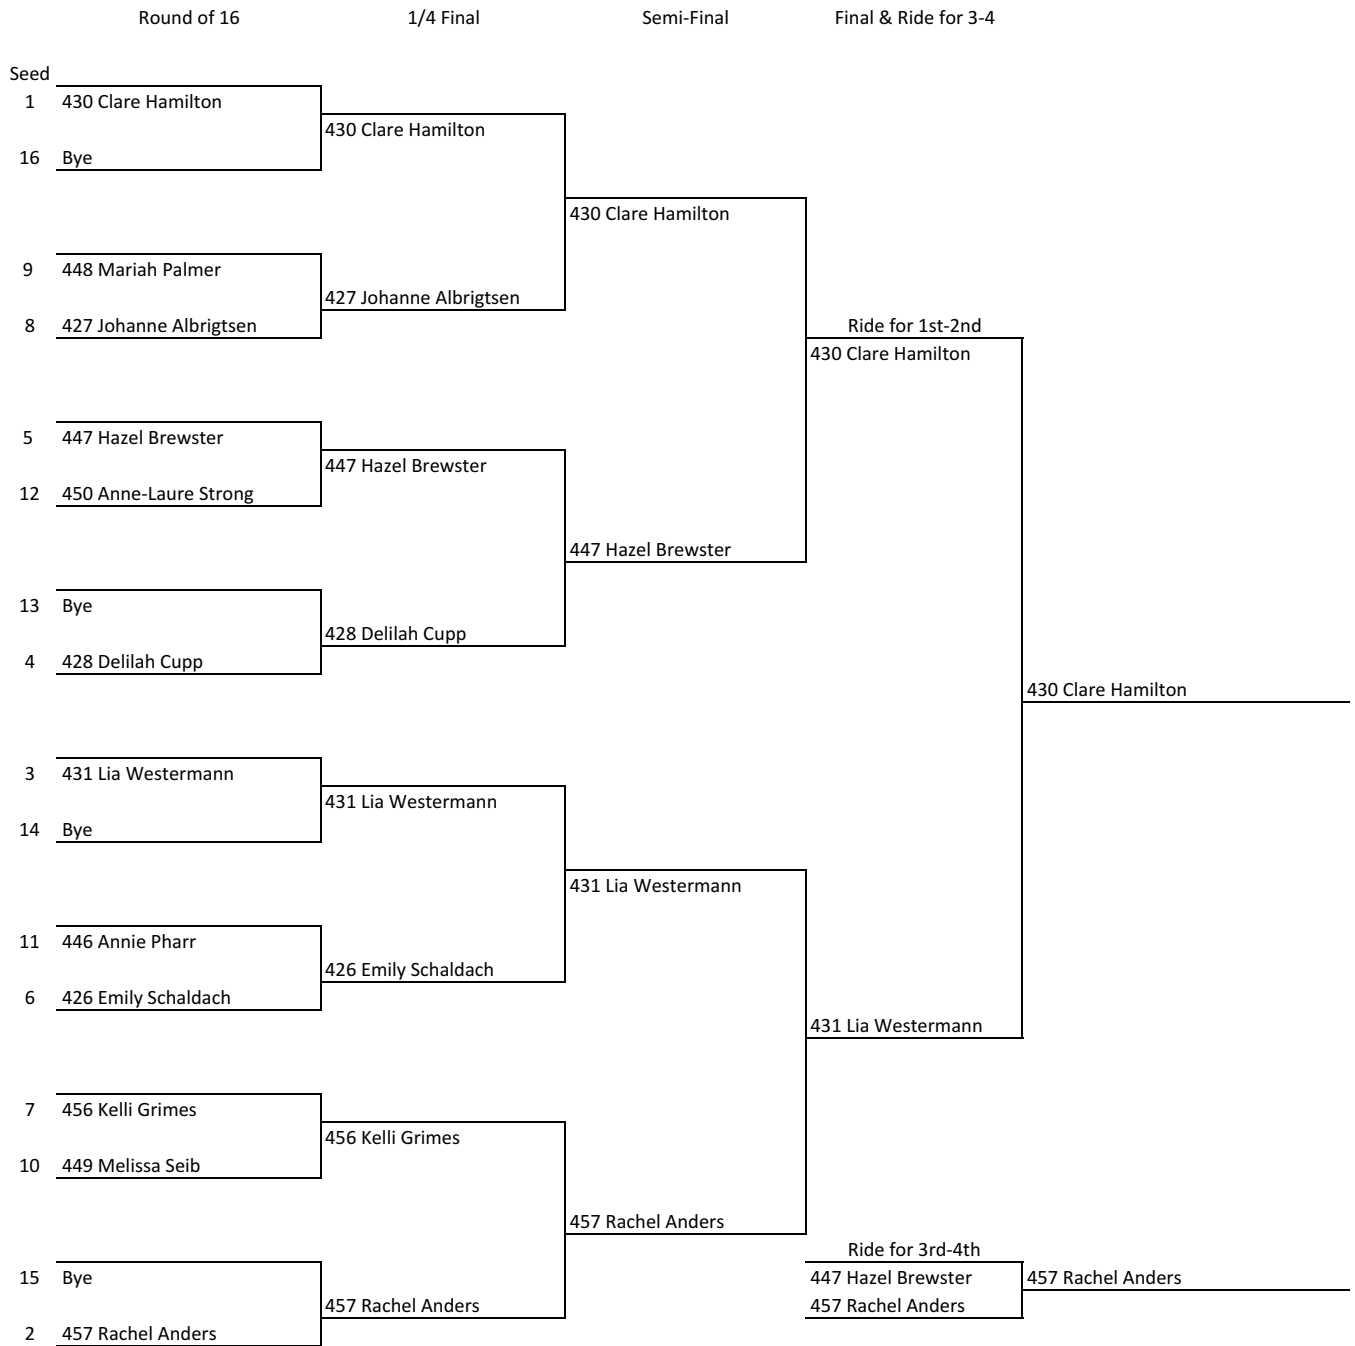 Round of 16 1/4 Final Semi-Final Final & Ride for 3-4
Seed
1 430 Clare Hamilton
430 Clare Hamilton
16 Bye
430 Clare Hamilton
9 448 Mariah Palmer
427 Johanne Albrigtsen
8 427 Johanne Albrigtsen
Ride for 1st-2nd
430 Clare Hamilton
5 447 Hazel Brewster
447 Hazel Brewster
12 450 Anne-Laure Strong
447 Hazel Brewster
13 Bye
428 Delilah Cupp
4 428 Delilah Cupp
430 Clare Hamilton
3 431 Lia Westermann
431 Lia Westermann
14 Bye
431 Lia Westermann
11 446 Annie Pharr
426 Emily Schaldach
6 426 Emily Schaldach
431 Lia Westermann
7 456 Kelli Grimes
456 Kelli Grimes
10 449 Melissa Seib
457 Rachel Anders
Ride for 3rd-4th
15 Bye
447 Hazel Brewster
457 Rachel Anders
457 Rachel Anders
457 Rachel Anders
2 457 Rachel Anders